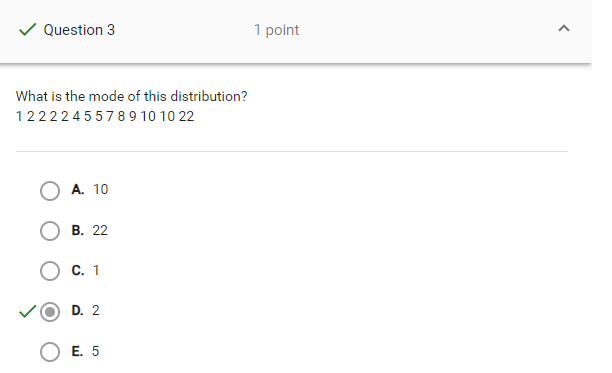 Question 3 1 point
What is the mode of this distribution?
1 2 2 2 2 4 5 5 7 8 9 10 10 22
A. 10
B. 22
C. 1
D. 2
E. 5